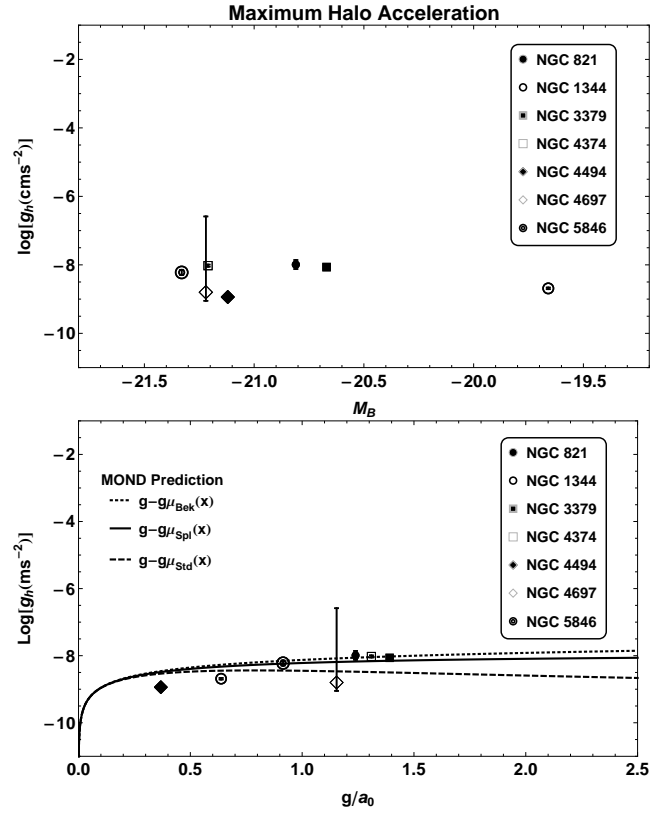 Maximum Halo Acceleration
log[g_h(cms⁻²)]
−2
−4
−6
−8
−10
NGC 821
NGC 1344
NGC 3379
NGC 4374
NGC 4494
NGC 4697
NGC 5846
−21.5
−21.0
−20.5
−20.0
−19.5
M_B
Log[g_h(ms⁻²)]
−2
−4
−6
−8
−10
MOND Prediction
g−gμ_Bek(x)
g−gμ_Spl(x)
g−gμ_Std(x)
NGC 821
NGC 1344
NGC 3379
NGC 4374
NGC 4494
NGC 4697
NGC 5846
0.0
0.5
1.0
1.5
2.0
2.5
g/a₀